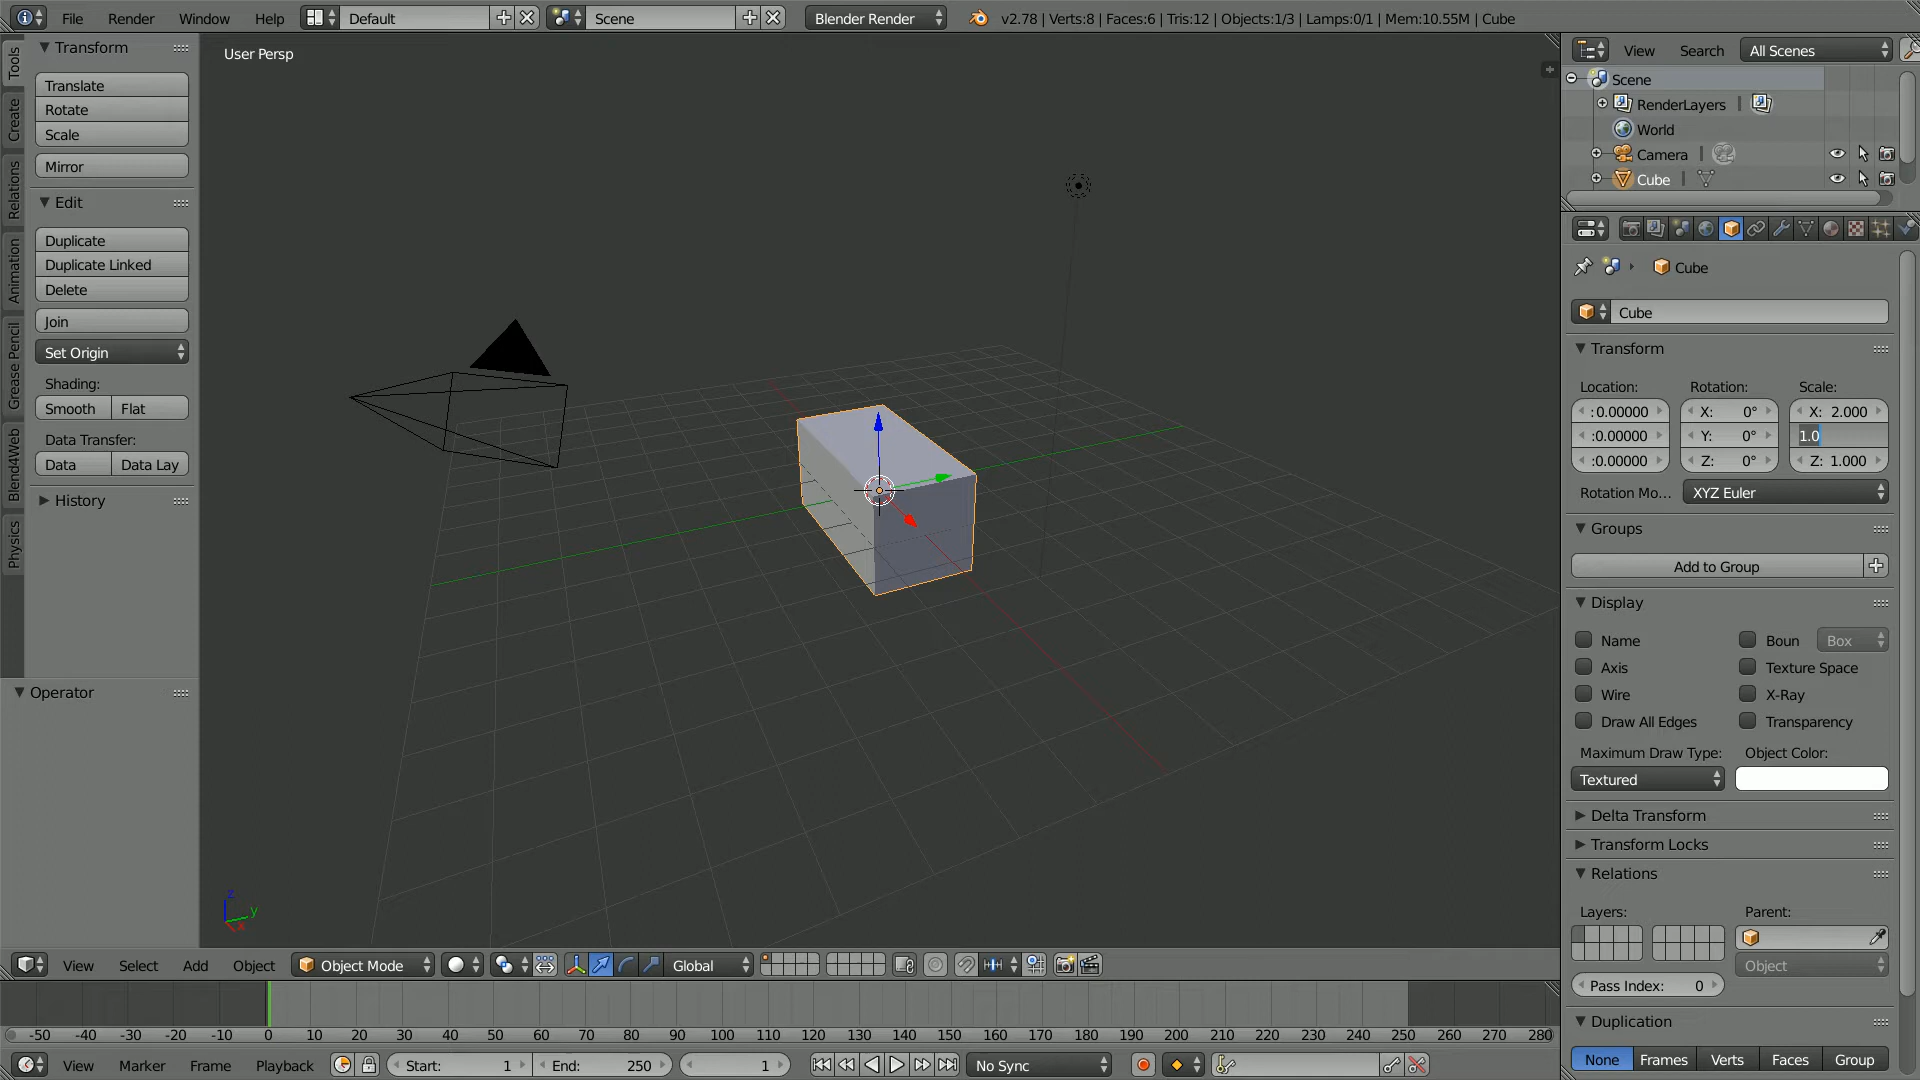 File Render Window Help Default Scene Blender Render v2.78 | Verts:8 | Faces:6 | Tris:12 | Objects:1/3 | Lamps:0/1 | Mem:10.55M | Cube
Tools
Create
Relations
Animation
Grease Pencil
Blend4Web
Physics
Transform
Translate
Rotate
Scale
Mirror
Edit
Duplicate
Duplicate Linked
Delete
Join
Set Origin
Shading:
Smooth Flat
Data Transfer:
Data Data Lay
History
Operator
User Persp
z
y
x
View Search All Scenes
Scene
RenderLayers |
World
Camera |
Cube |
Cube
Cube
Transform
Location: Rotation: Scale:
: 0.00000 X: 0° X: 2.000
:0.00000 Y: 0° 1.0
:0.00000 Z: 0° Z: 1.000
Rotation Mo... XYZ Euler
Groups
Add to Group
Display
Name Boun Box
Axis Texture Space
Wire X-Ray
Draw All Edges Transparency
Maximum Draw Type: Object Color:
Textured
Delta Transform
Transform Locks
Relations
Layers: Parent:
Object
Pass Index: 0
Duplication
None Frames Verts Faces Group
View Select Add Object Object Mode Global
-50 -40 -30 -20 -10 0 10 20 30 40 50 60 70 80 90 100 110 120 130 140 150 160 170 180 190 200 210 220 230 240 250 260 270 280
View Marker Frame Playback Start: 1 End: 250 1 No Sync